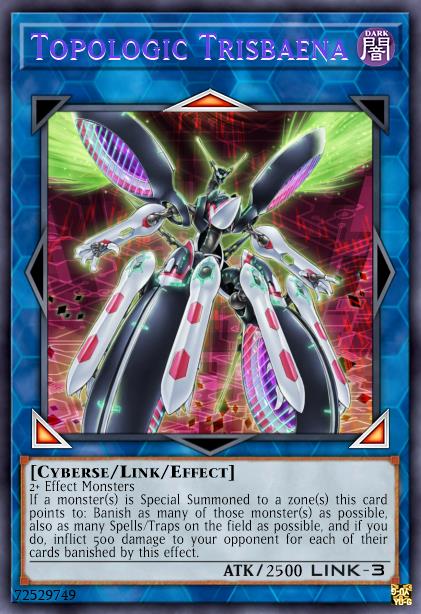 Topologic Trisbaena
DARK
闇
[Cyberse/Link/Effect]
2+ Effect Monsters
If a monster(s) is Special Summoned to a zone(s) this card
points to: Banish as many of those monster(s) as possible,
also as many Spells/Traps on the field as possible, and if you
do, inflict 500 damage to your opponent for each of their
cards banished by this effect.
ATK/2500 LINK-3
72529749